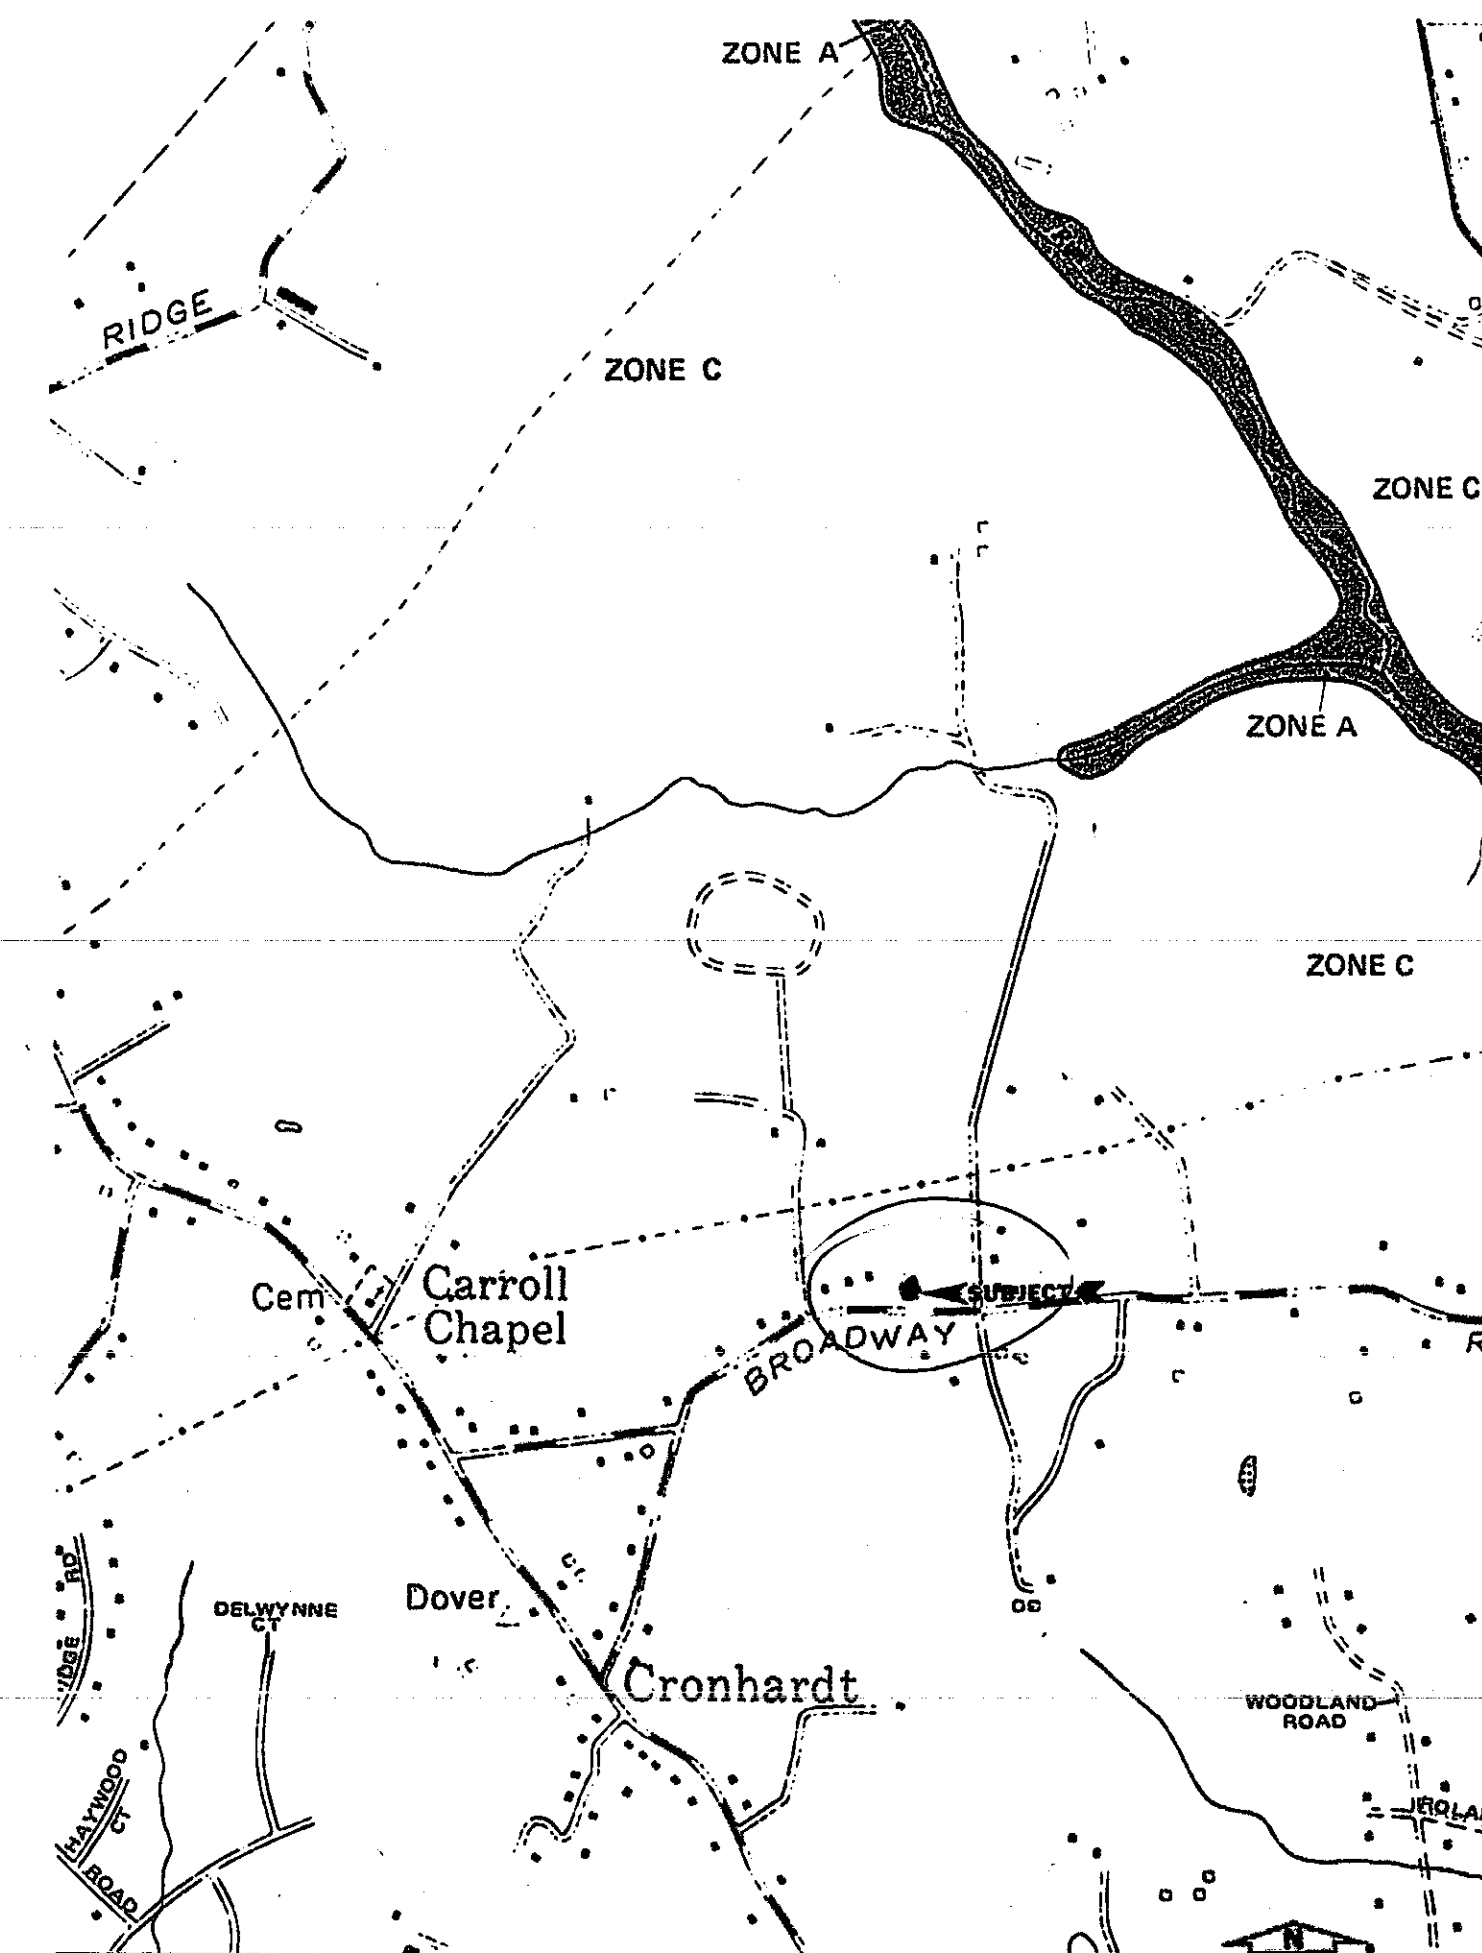 ZONE A
RIDGE
ZONE C
ZONE C
ZONE A
ZONE C
Cem
Carroll
Chapel
SUBJECT
BROADWAY
R
RD
DELWYNNE
CT
Dover
Cronhardt
WOODLAND
ROAD
HAYWOOD
CT
ROAD
N